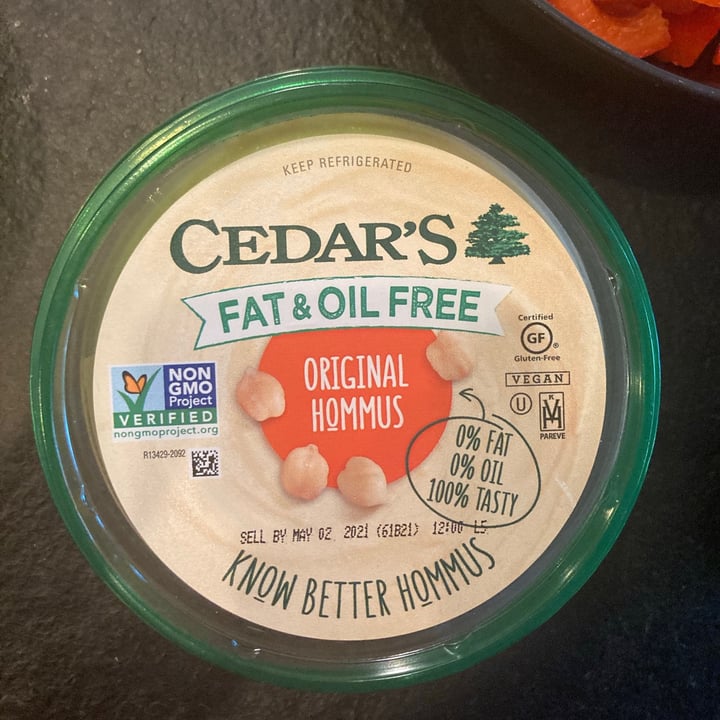 KEEP REFRIGERATED
CEDAR'S
FAT & OIL FREE
ORIGINAL
HOMMUS
NON
GMO
Project
VERIFIED
nongmoproject.org
R13429-2092
Certified
GF
Gluten-Free
VEGAN
U
K
PAREVE
0% FAT
0% OIL
100% TASTY
SELL BY MAY 02 2021 (61B21) 12:00 L5
KNOW BETTER HOMMUS